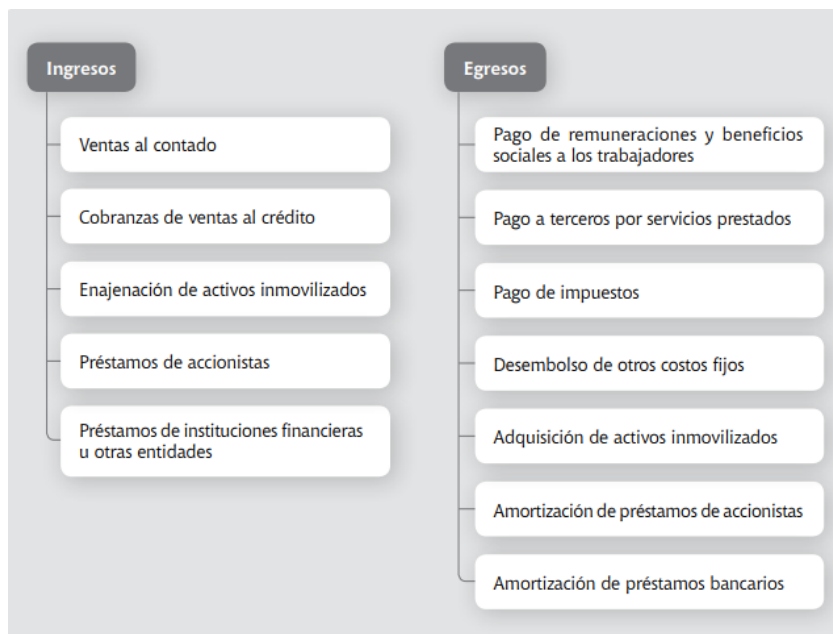 Ingresos
Ventas al contado
Cobranzas de ventas al crédito
Enajenación de activos inmovilizados
Préstamos de accionistas
Préstamos de instituciones financieras
u otras entidades
Egresos
Pago de remuneraciones y beneficios
sociales a los trabajadores
Pago a terceros por servicios prestados
Pago de impuestos
Desembolso de otros costos fijos
Adquisición de activos inmovilizados
Amortización de préstamos de accionistas
Amortización de préstamos bancarios